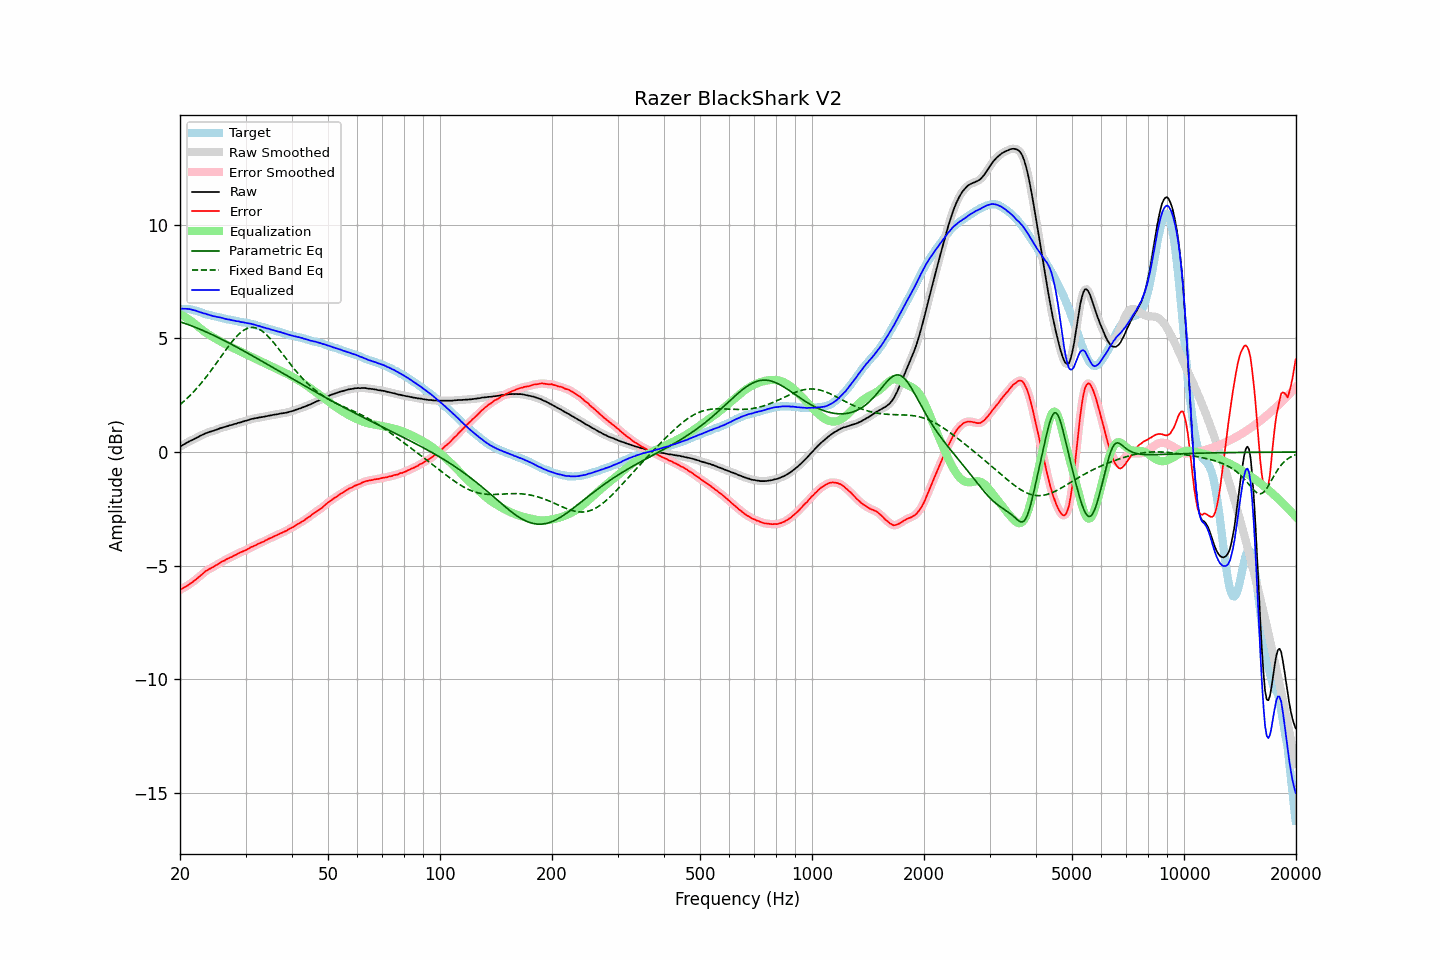 Razer BlackShark V2
Target
Raw Smoothed
Error Smoothed
Raw
Error
Equalization
Parametric Eq
Fixed Band Eq
Equalized
10
5
0
−5
−10
−15
Amplitude (dBr)
20 50 100 200 500 1000 2000 5000 10000 20000
Frequency (Hz)